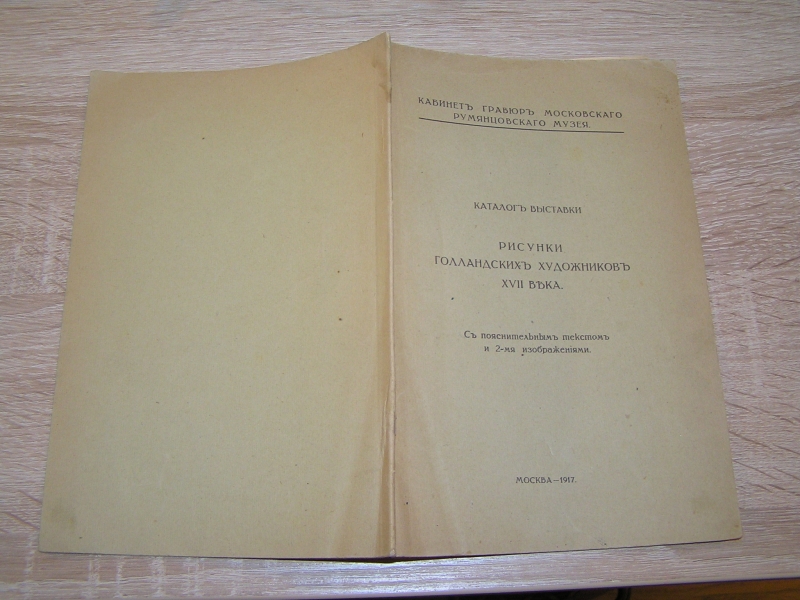 КАБИНЕТЪ ГРАВЮРЪ МОСКОВСКАГО
РУМЯНЦОВСКАГО МУЗЕЯ.
КАТАЛОГЪ ВЫСТАВКИ
РИСУНКИ
ГОЛЛАНДСКИХЪ ХУДОЖНИКОВЪ
XVII ВѢКА.
Съ пояснительнымъ текстомъ
и 2-мя изображеніями.
МОСКВА—1917.